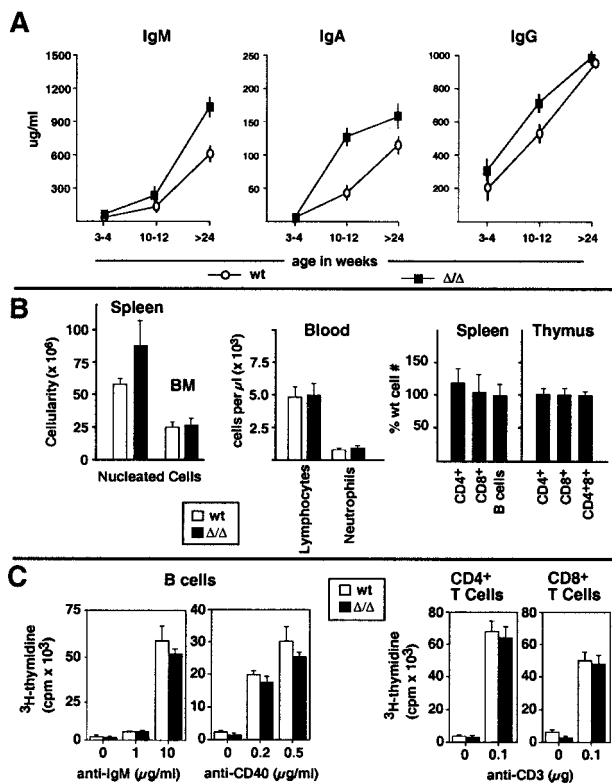 A
IgM
IgA
IgG
ug/ml
1500
1200
900
600
300
250
200
150
100
50
1000
800
600
400
200
3-4
10-12
>24
3-4
10-12
>24
3-4
10-12
>24
age in weeks
wt
Δ/Δ
B
Spleen
BM
Cellularity (x 10⁶)
100
75
50
25
0
Nucleated Cells
Blood
cells per µl (x 10³)
7.5
5.0
2.5
0
Lymphocytes
Neutrophils
wt
Δ/Δ
Spleen
Thymus
% wt cell #
150
100
50
CD4+
CD8+
B cells
CD4+
CD8+
CD4+8+
C
B cells
wt
Δ/Δ
CD4+
T Cells
CD8+
T Cells
³H-thymidine
(cpm x 10³)
75
50
25
0
0
1
10
anti-IgM (µg/ml)
40
30
20
10
0
0
0.2
0.5
anti-CD40 (µg/ml)
³H-thymidine
(cpm x 10³)
80
60
40
20
0
0
0.1
80
60
40
20
0
0
0.1
anti-CD3 (µg)